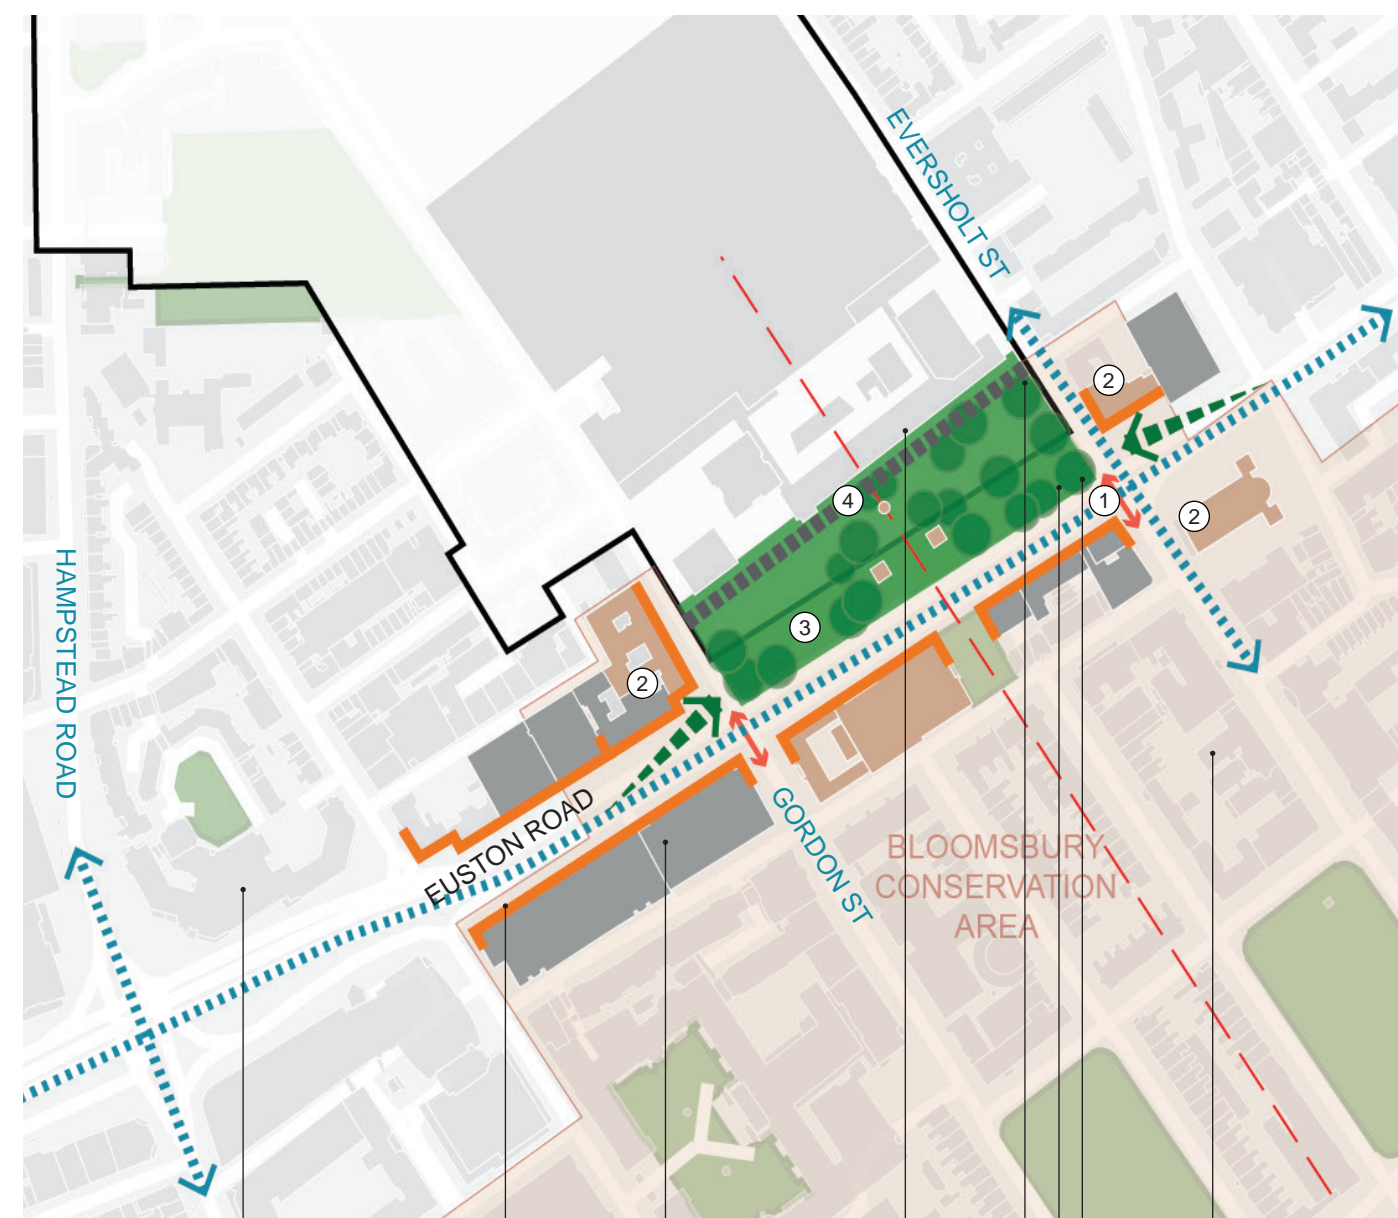 EVERSHOLT ST
2
1
2
4
3
HAMPSTEAD ROAD
2
EUSTON ROAD
GORDON ST
BLOOMSBURY
CONSERVATION
AREA